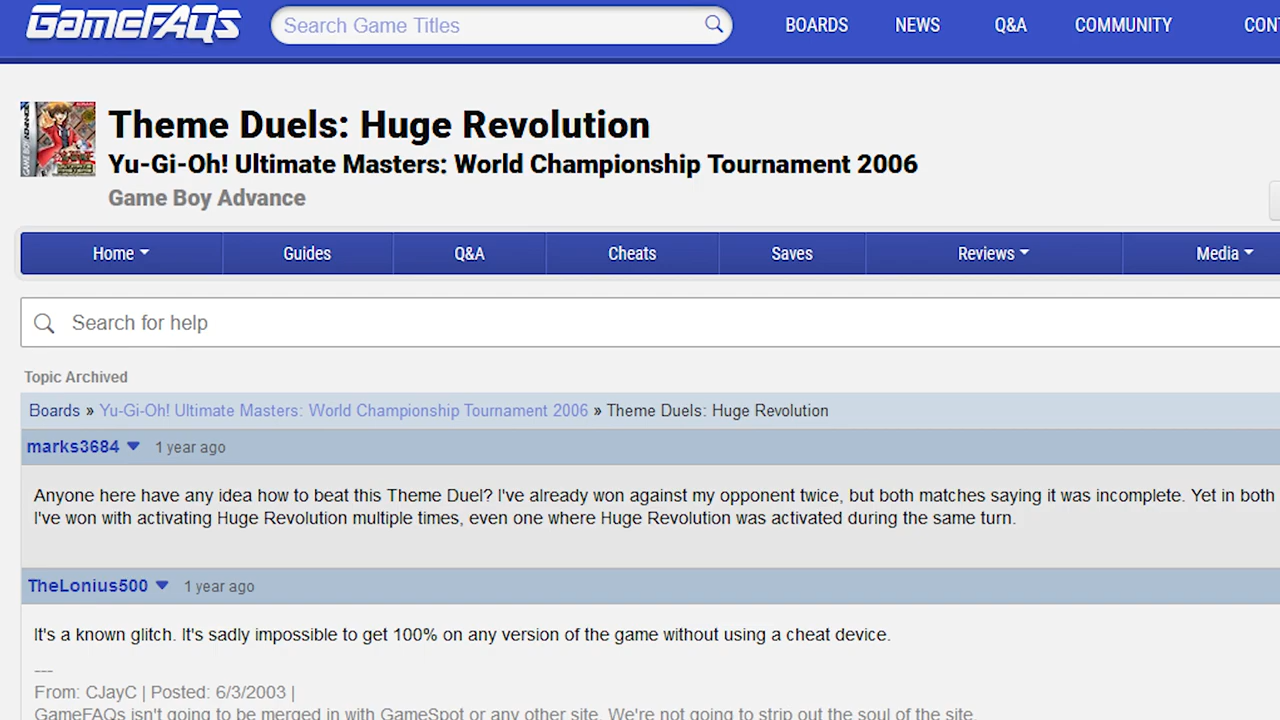 GameFAQs Search Game Titles BOARDS NEWS Q&A COMMUNITY CON
Theme Duels: Huge Revolution
Yu-Gi-Oh! Ultimate Masters: World Championship Tournament 2006
Game Boy Advance
Home Guides Q&A Cheats Saves Reviews Media
Search for help
Topic Archived
Boards » Yu-Gi-Oh! Ultimate Masters: World Championship Tournament 2006 » Theme Duels: Huge Revolution
marks3684 1 year ago
Anyone here have any idea how to beat this Theme Duel? I've already won against my opponent twice, but both matches saying it was incomplete. Yet in both
I've won with activating Huge Revolution multiple times, even one where Huge Revolution was activated during the same turn.
TheLonius500 1 year ago
It's a known glitch. It's sadly impossible to get 100% on any version of the game without using a cheat device.
---
From: CJayC | Posted: 6/3/2003 |
GameFAQs isn't going to be merged in with GameSpot or any other site. We're not going to strip out the soul of the site.